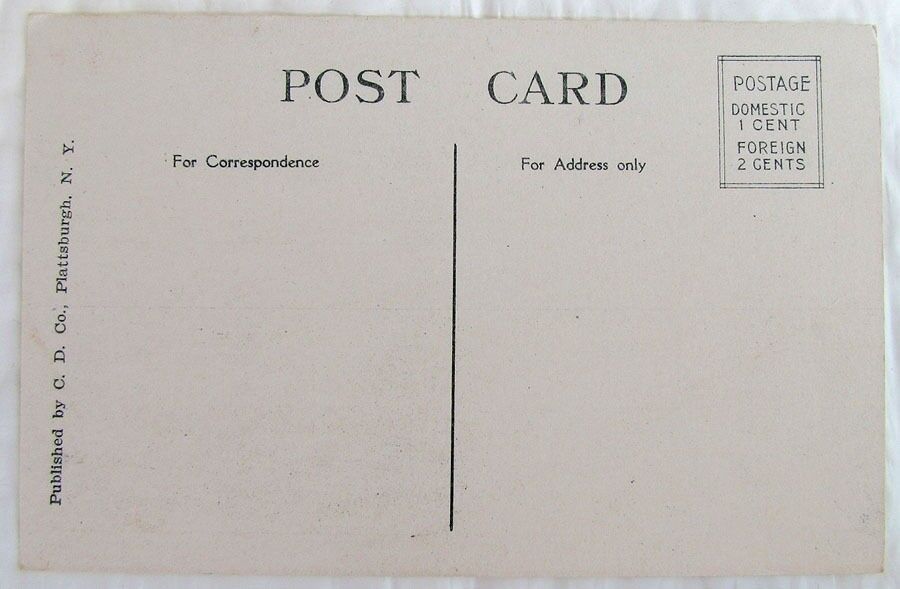 POST CARD
POSTAGE
DOMESTIC
1 CENT
FOREIGN
2 CENTS
For Correspondence
For Address only
Published by C. D. Co., Plattsburgh, N. Y.